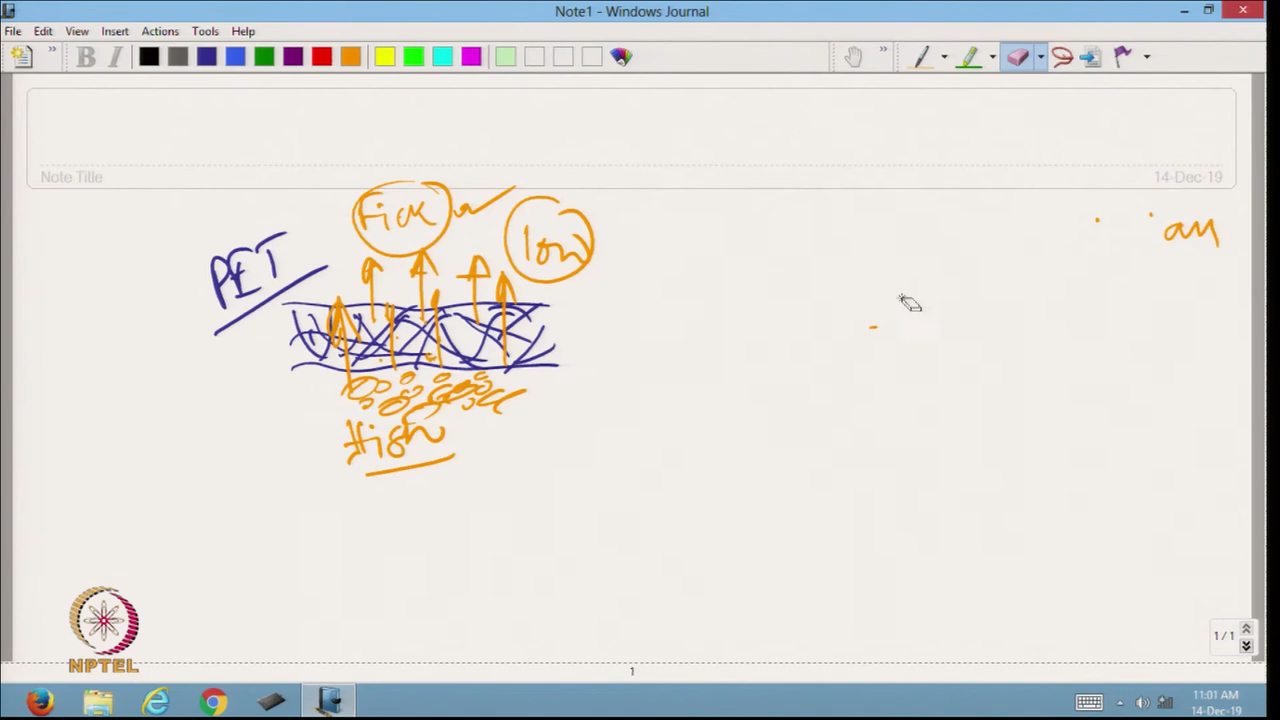 Note1 - Windows Journal
File Edit View Insert Actions Tools Help
Note Title
14-Dec-19
Fick
low
PET
High
NPTEL
1 / 1
1
11:01 AM
14-Dec-19